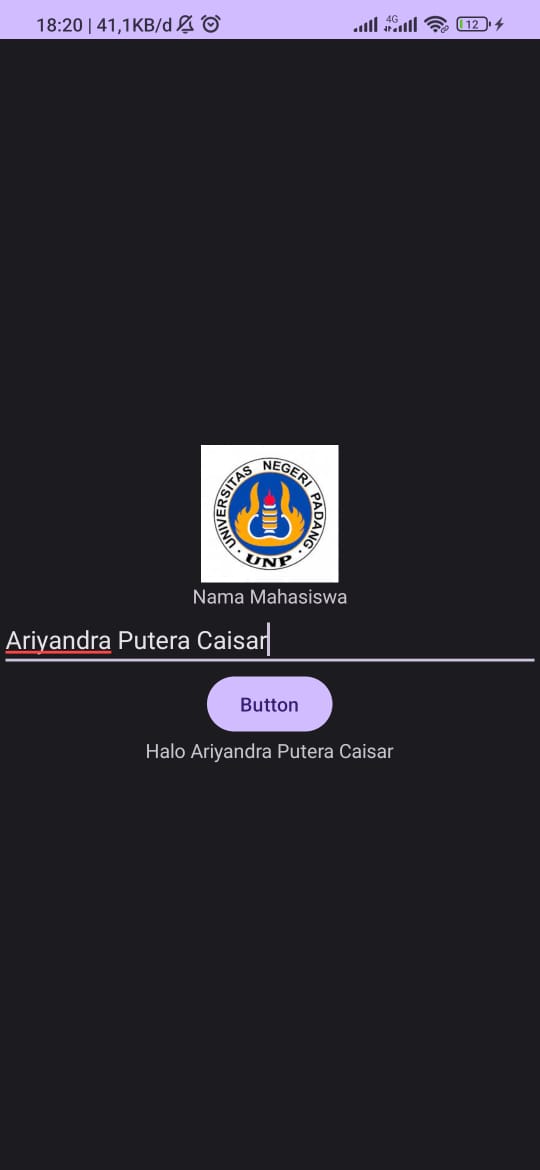 18:20 | 41,1KB/d
4G
12
UNIVERSITAS NEGERI PADANG
UNP
Nama Mahasiswa
Ariyandra Putera Caisar
Button
Halo Ariyandra Putera Caisar